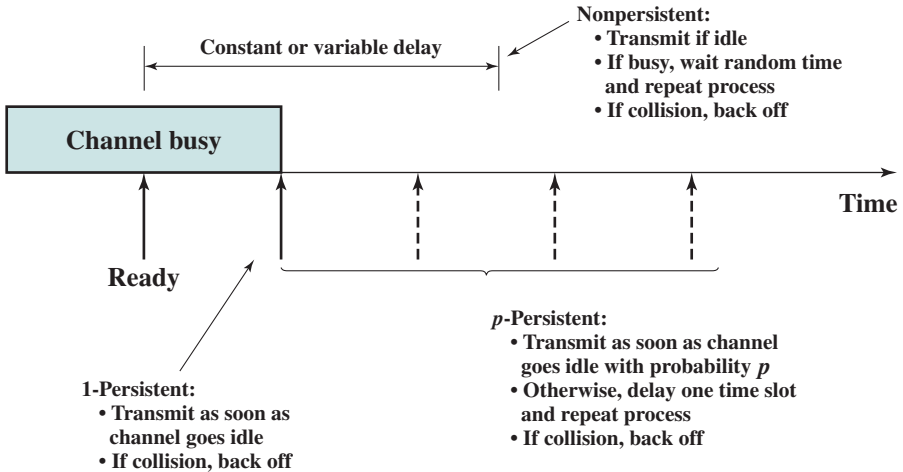 Nonpersistent:
• Transmit if idle
• If busy, wait random time
and repeat process
• If collision, back off
Constant or variable delay
Channel busy
Time
Ready
1-Persistent:
• Transmit as soon as
channel goes idle
• If collision, back off
p-Persistent:
• Transmit as soon as channel
goes idle with probability p
• Otherwise, delay one time slot
and repeat process
• If collision, back off